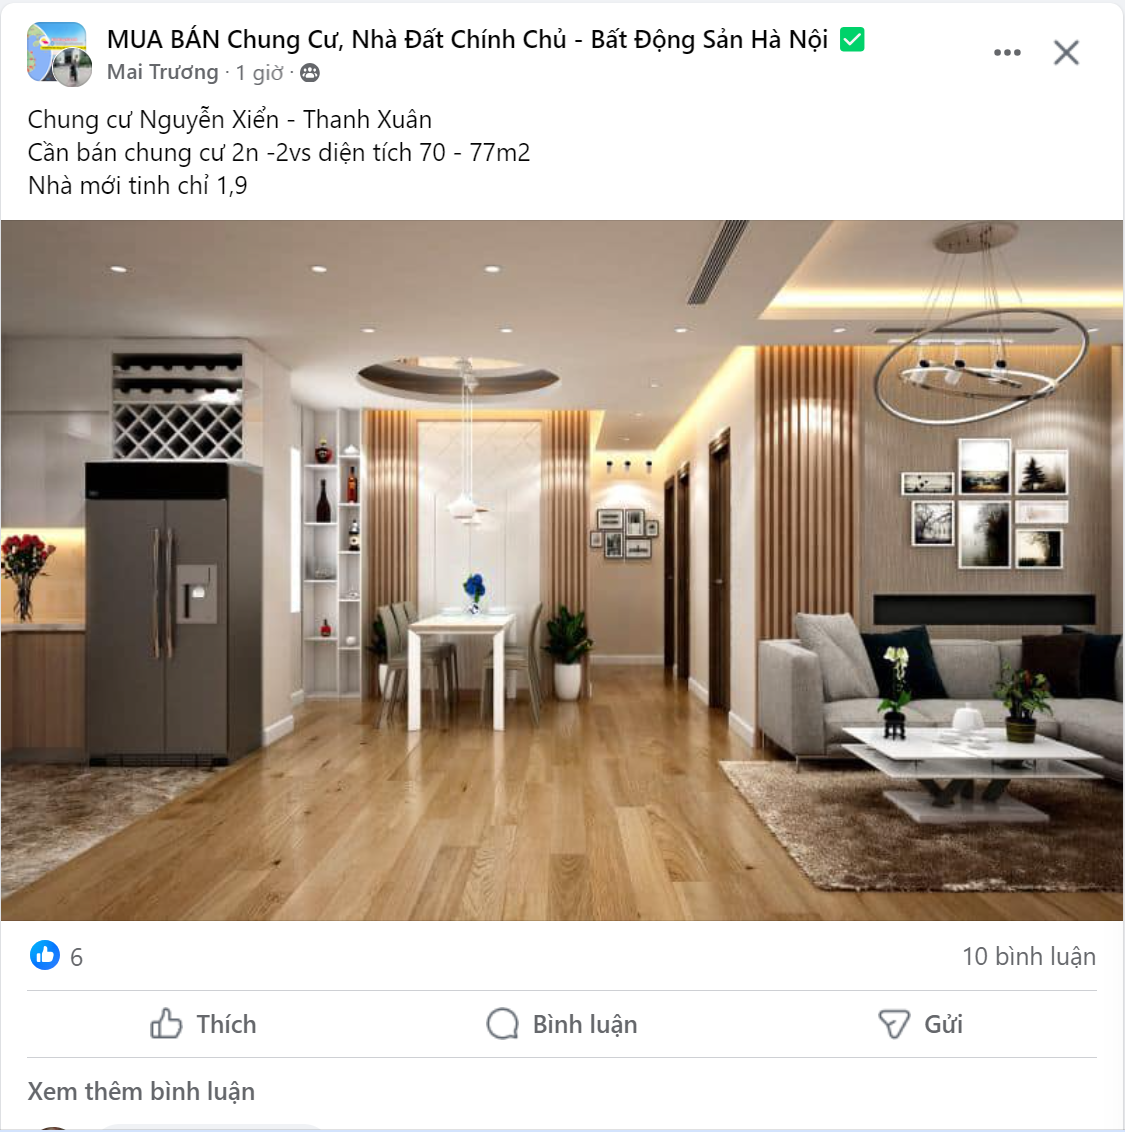 MUA BÁN Chung Cư, Nhà Đất Chính Chủ - Bất Động Sản Hà Nội ✅
Mai Trương · 1 giờ ·
Chung cư Nguyễn Xiển - Thanh Xuân
Cần bán chung cư 2n -2vs diện tích 70 - 77m2
Nhà mới tinh chỉ 1,9
6
10 bình luận
Thích
Bình luận
Gửi
Xem thêm bình luận